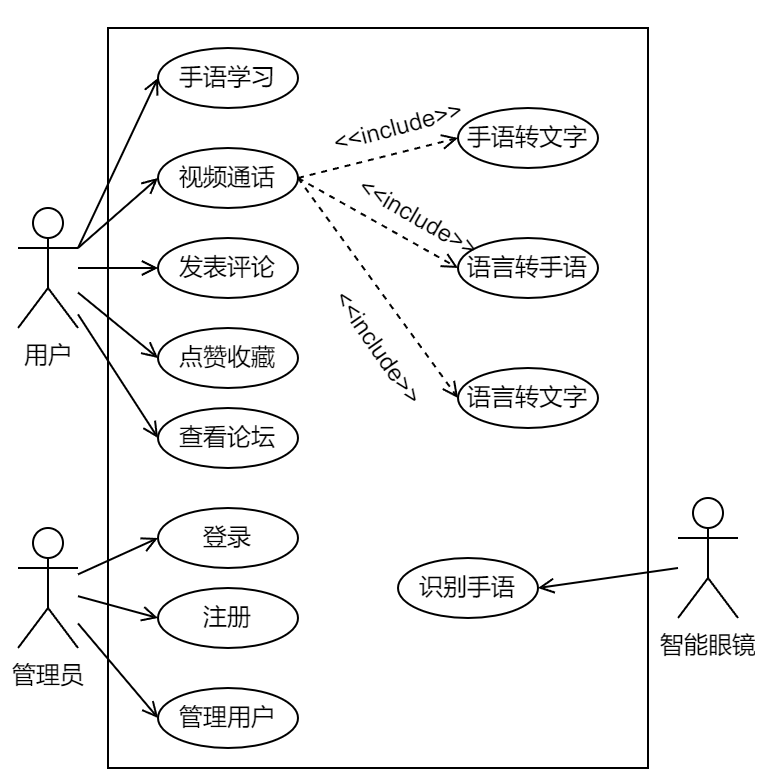 手语学习
<<include>>
手语转文字
视频通话
<<include>>
发表评论
语言转手语
用户
点赞收藏
<<include>>
语言转文字
查看论坛
登录
识别手语
注册
智能眼镜
管理员
管理用户